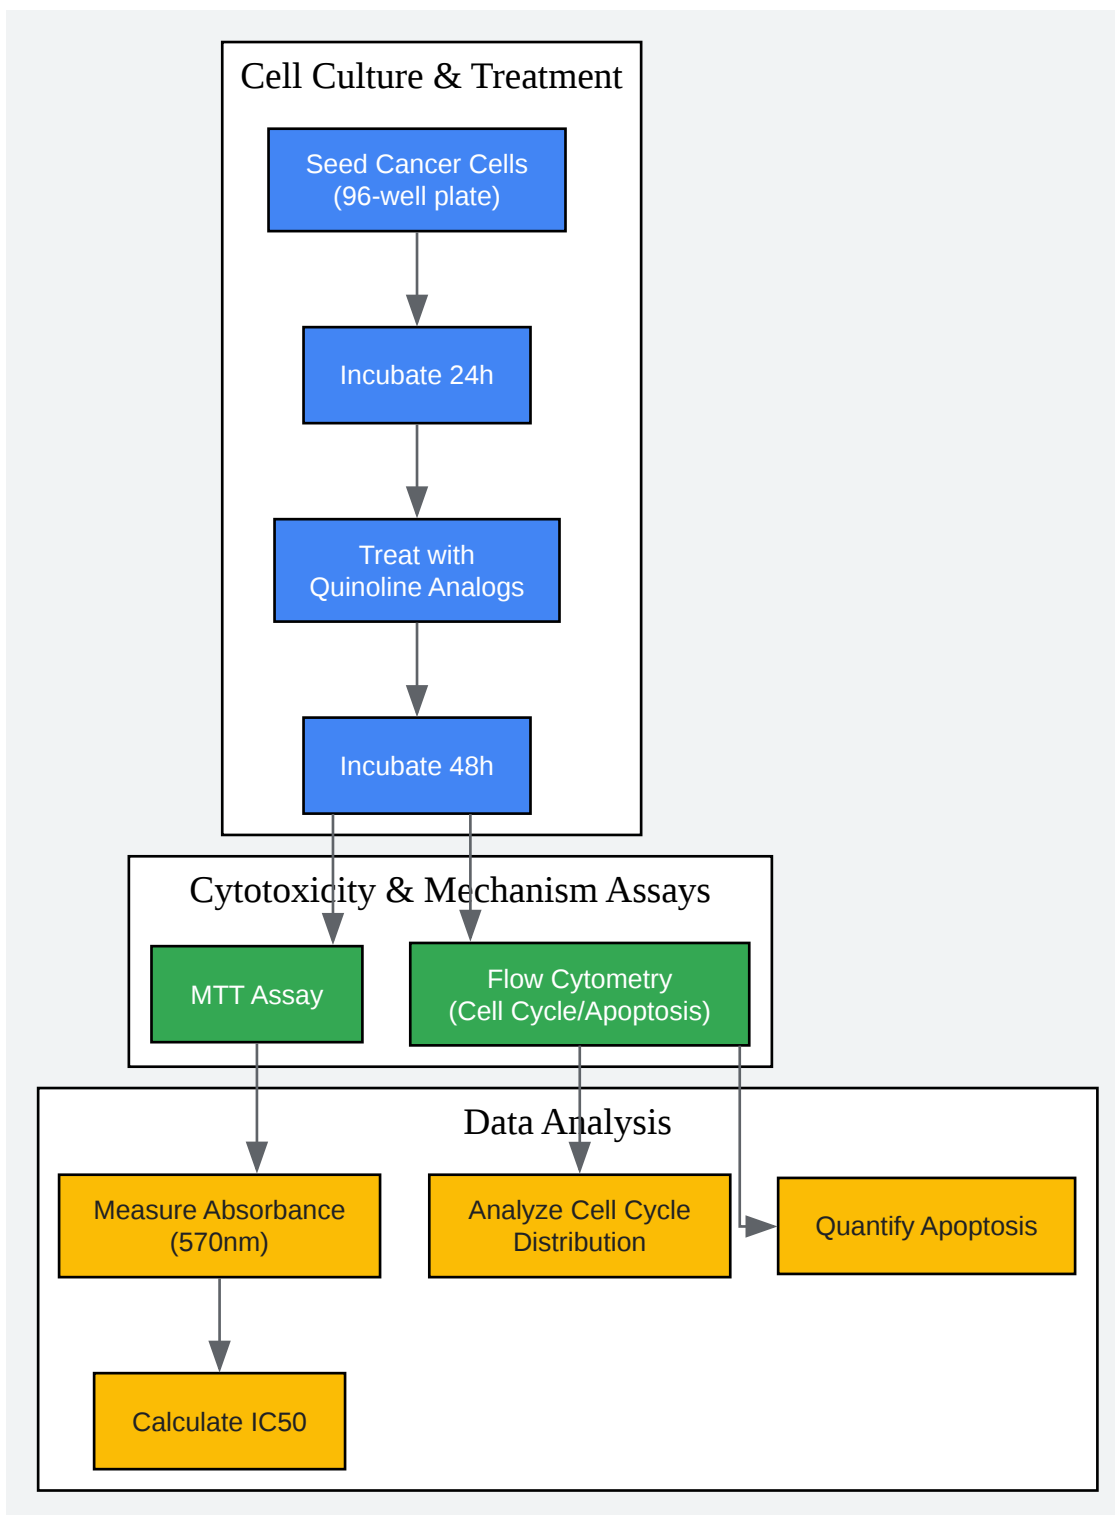 Cell Culture & Treatment
Seed Cancer Cells
(96-well plate)
Incubate 24h
Treat with
Quinoline Analogs
Incubate 48h
Cytotoxicity & Mechanism Assays
MTT Assay
Flow Cytometry
(Cell Cycle/Apoptosis)
Data Analysis
Measure Absorbance
(570nm)
Analyze Cell Cycle
Distribution
Quantify Apoptosis
Calculate IC50